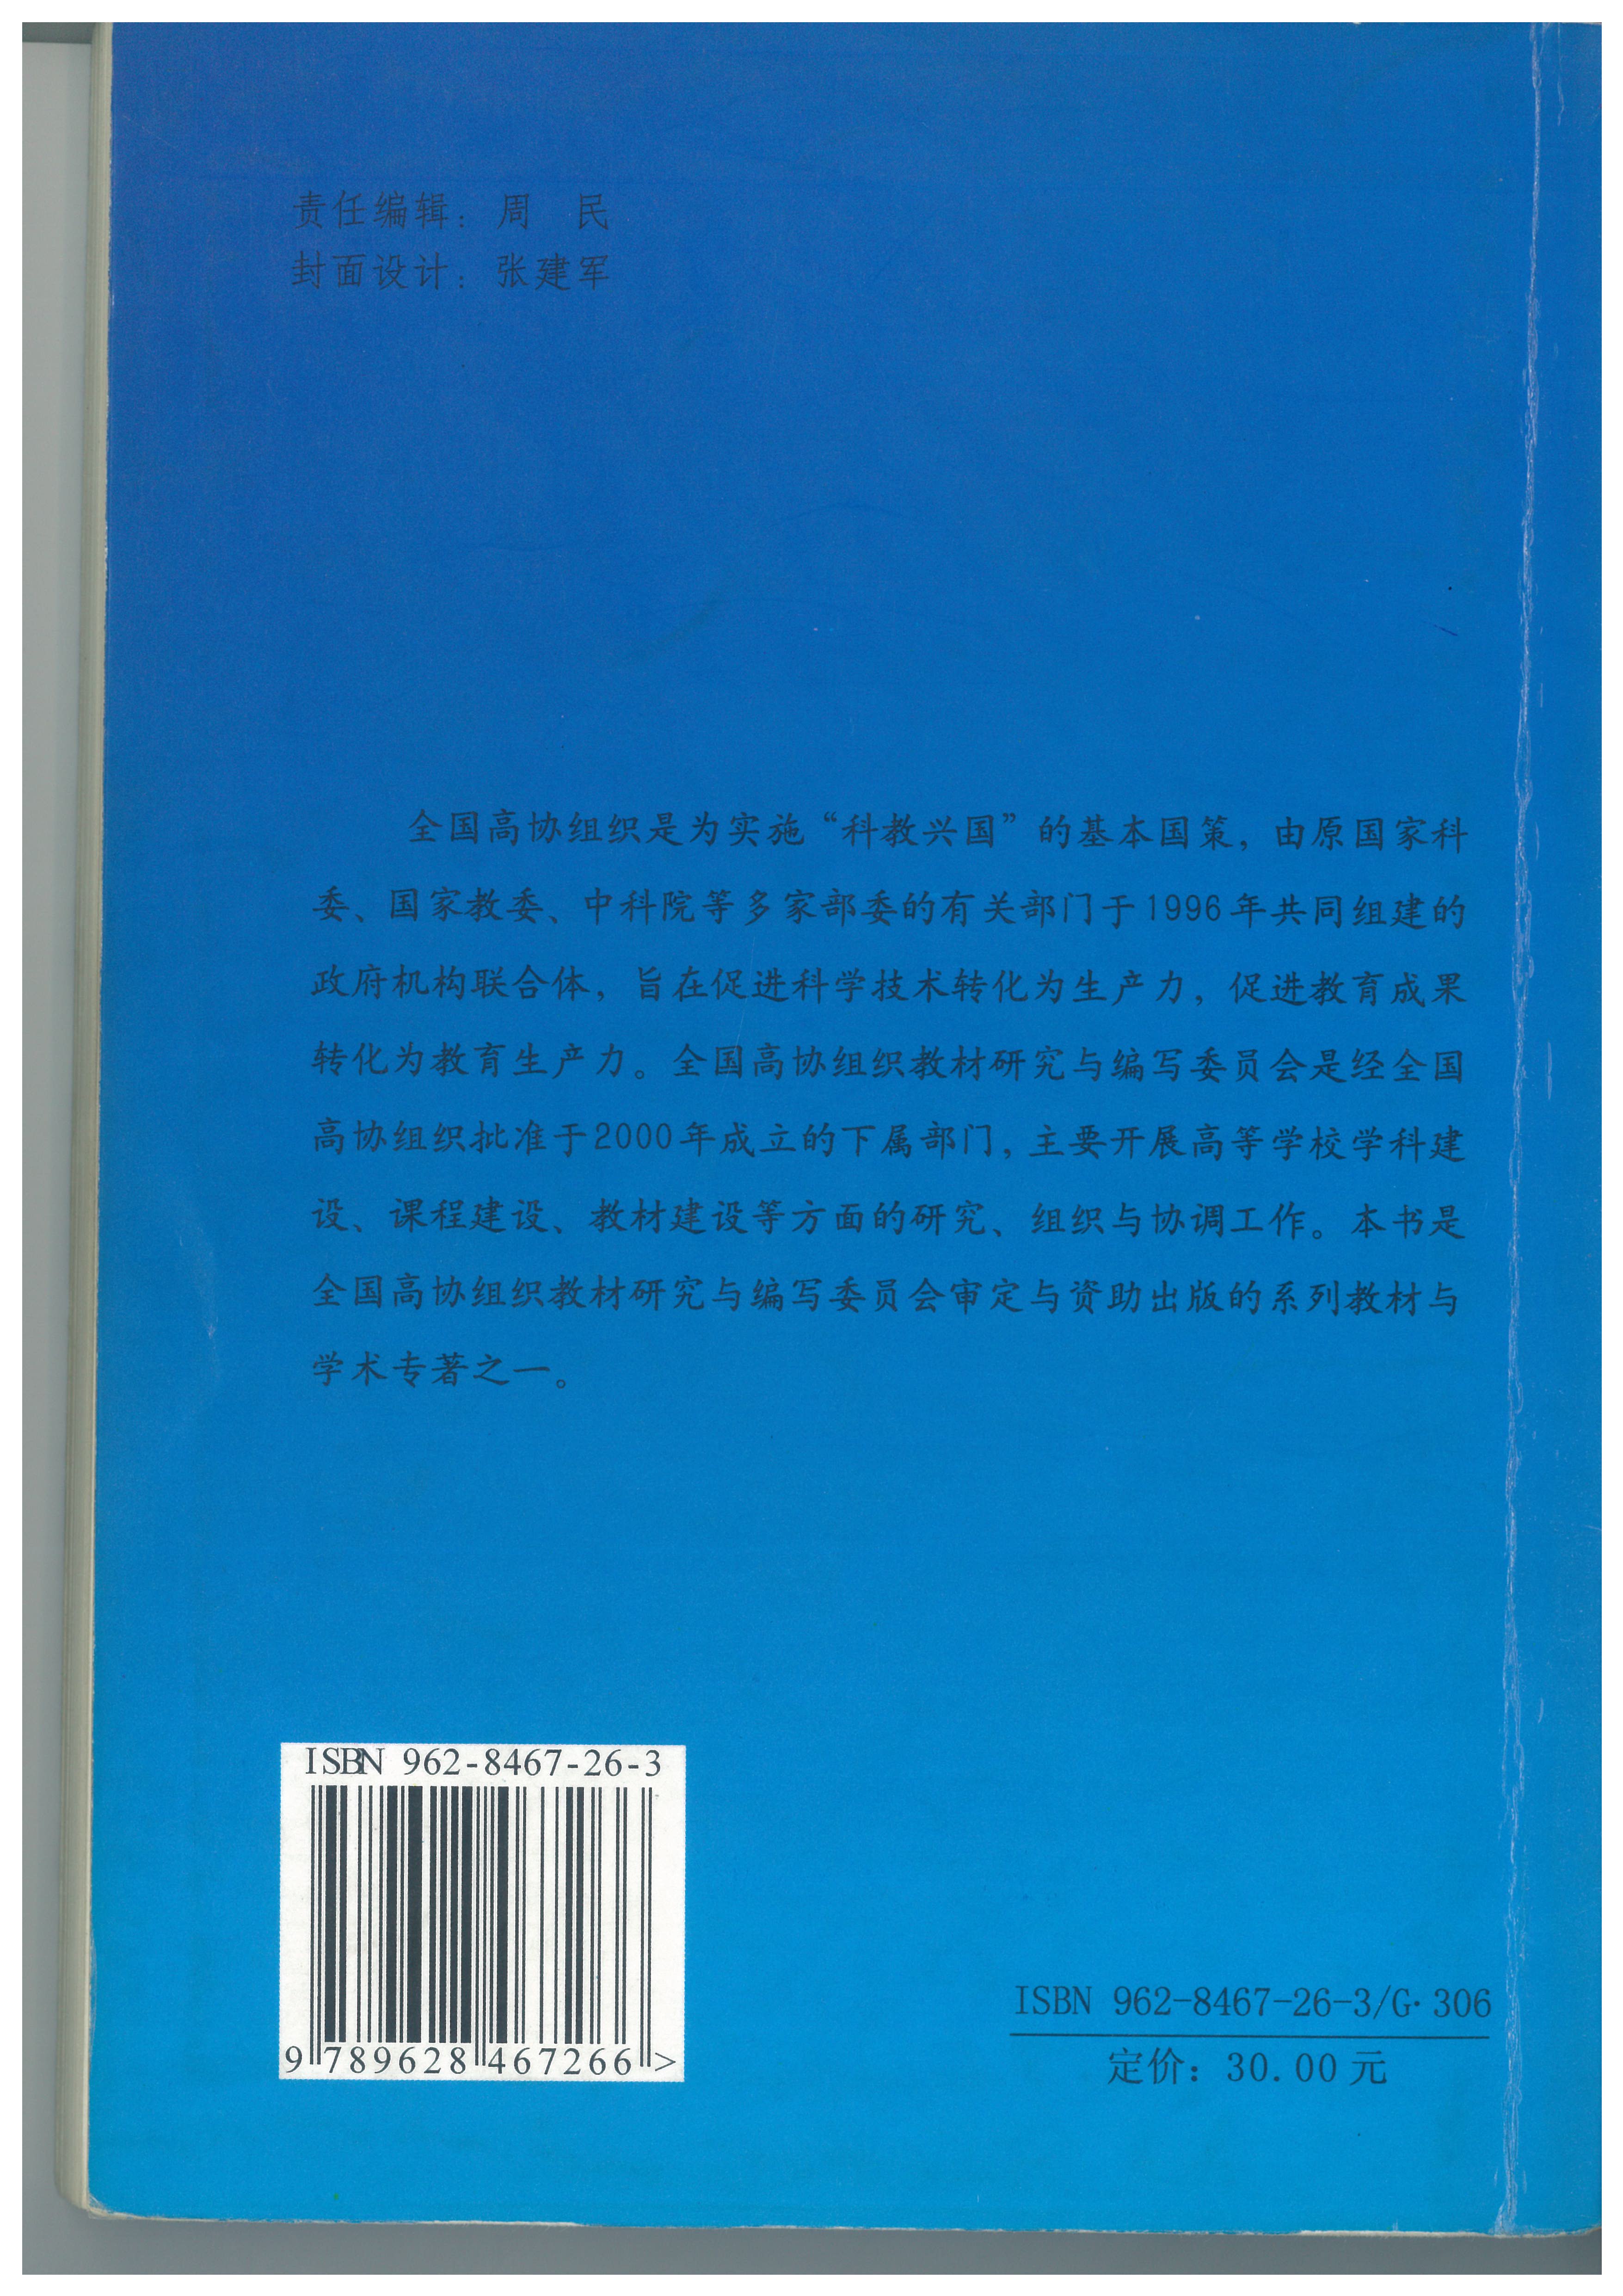 责任编辑：周　民
封面设计：张建军
全国高协组织是为实施“科教兴国”的基本国策，由原国家科
委、国家教委、中科院等多家部委的有关部门于1996年共同组建的
政府机构联合体，旨在促进科学技术转化为生产力，促进教育成果
转化为教育生产力。全国高协组织教材研究与编写委员会是经全国
高协组织批准于2000年成立的下属部门，主要开展高等学校学科建
设、课程建设、教材建设等方面的研究、组织与协调工作。本书是
全国高协组织教材研究与编写委员会审定与资助出版的系列教材与
学术专著之一。
ISBN 962-8467-26-3
9 789628 467266 >
ISBN 962-8467-26-3/G·306
定价：30.00元